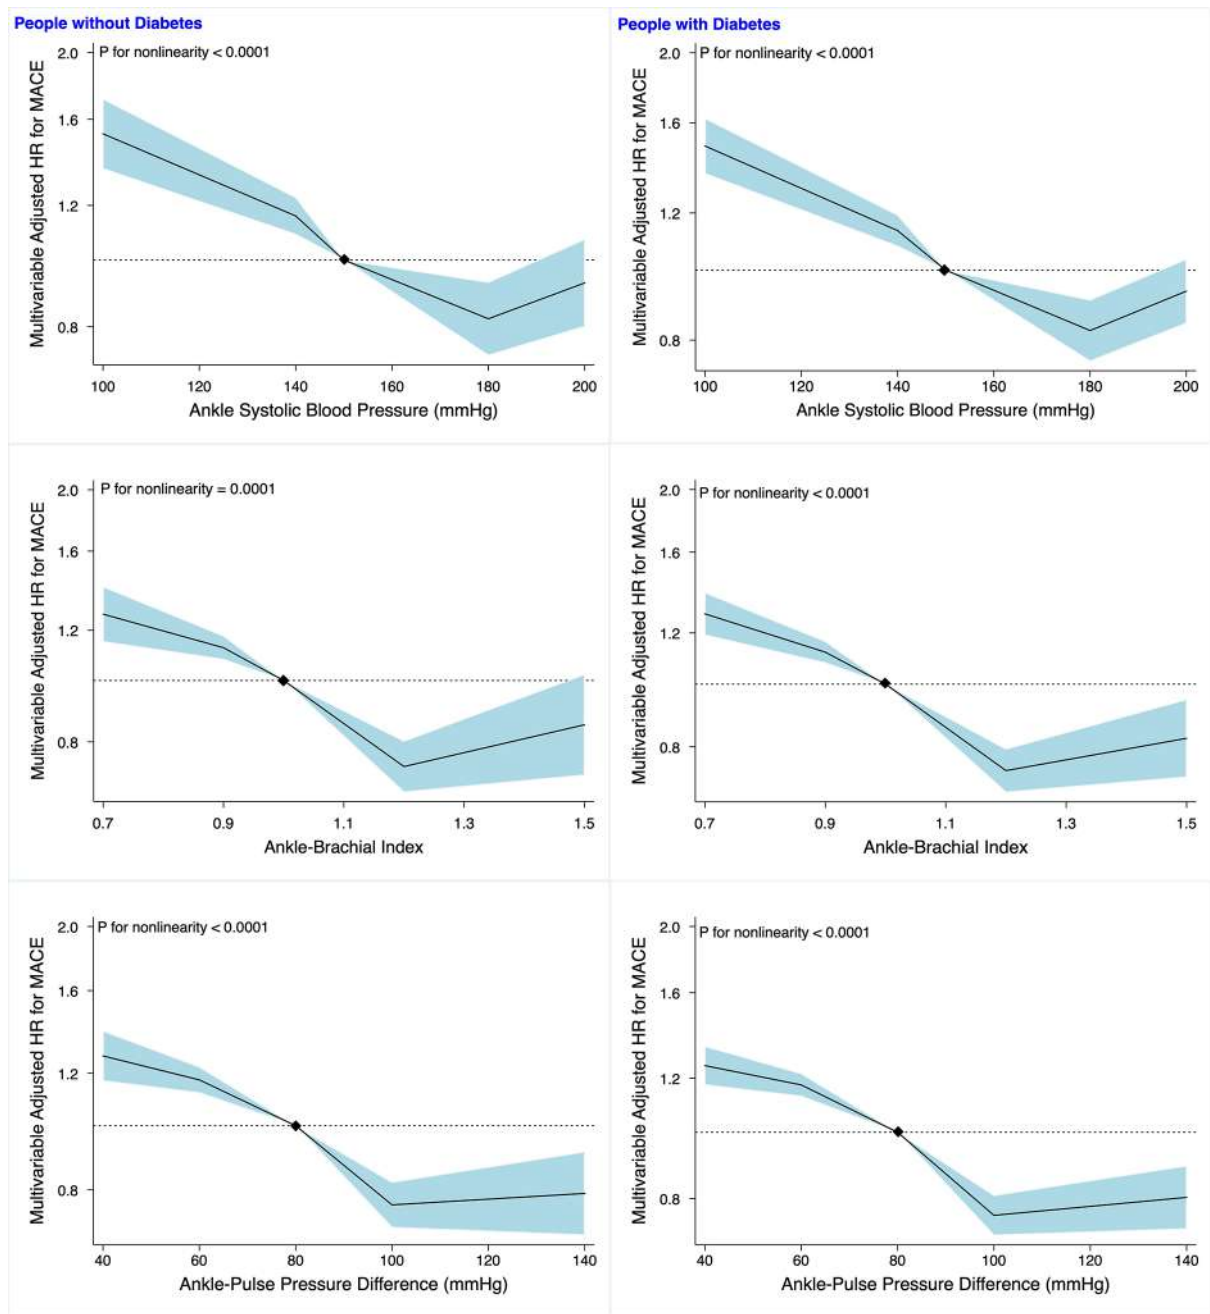 People without Diabetes
P for nonlinearity < 0.0001
Multivariable Adjusted HR for MACE
2.0
1.6
1.2
0.8
100 120 140 160 180 200
Ankle Systolic Blood Pressure (mmHg)
People with Diabetes
P for nonlinearity < 0.0001
Multivariable Adjusted HR for MACE
2.0
1.6
1.2
0.8
100 120 140 160 180 200
Ankle Systolic Blood Pressure (mmHg)
P for nonlinearity = 0.0001
Multivariable Adjusted HR for MACE
2.0
1.6
1.2
0.8
0.7 0.9 1.1 1.3 1.5
Ankle-Brachial Index
P for nonlinearity < 0.0001
Multivariable Adjusted HR for MACE
2.0
1.6
1.2
0.8
0.7 0.9 1.1 1.3 1.5
Ankle-Brachial Index
P for nonlinearity < 0.0001
Multivariable Adjusted HR for MACE
2.0
1.6
1.2
0.8
40 60 80 100 120 140
Ankle-Pulse Pressure Difference (mmHg)
P for nonlinearity < 0.0001
Multivariable Adjusted HR for MACE
2.0
1.6
1.2
0.8
40 60 80 100 120 140
Ankle-Pulse Pressure Difference (mmHg)